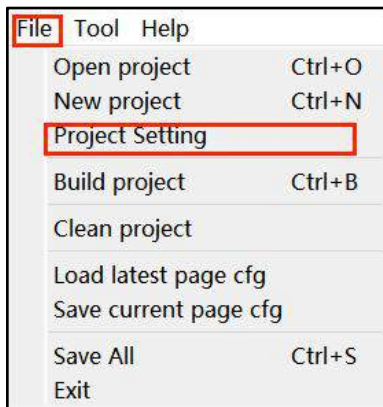 File Tool Help
Open project Ctrl+O
New project Ctrl+N
Project Setting
Build project Ctrl+B
Clean project
Load latest page cfg
Save current page cfg
Save All Ctrl+S
Exit